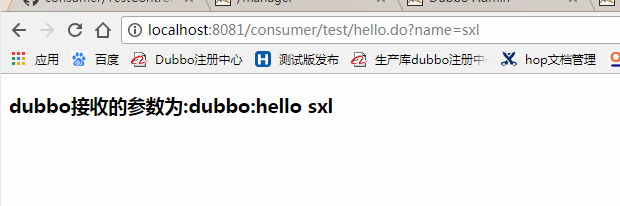 /manager
Dubbo Admin
localhost:8081/consumer/test/hello.do?name=sxl
应用 百度 Dubbo注册中心 测试版发布 生产库dubbo注册中 hop文档管理
dubbo接收的参数为:dubbo:hello sxl